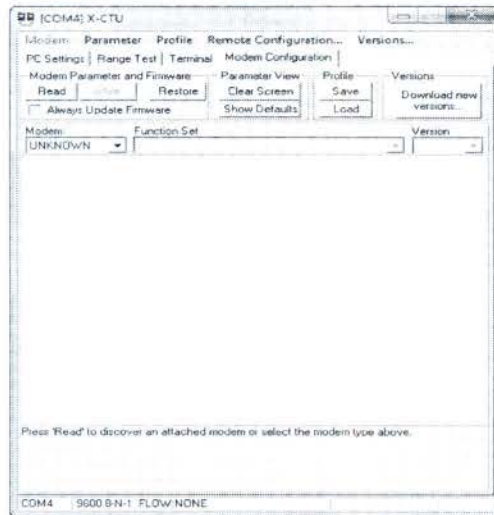 [COM4] X-CTU
Modem Parameter Profile Remote Configuration... Versions...
PC Settings Range Test Terminal Modem Configuration
Modem Parameter and Firmware Parameter View Profile Versions
Read Write Restore Clear Screen Save Download new versions...
Always Update Firmware Show Defaults Load
Modem Function Set Version
UNKNOWN
Press 'Read' to discover an attached modem or select the modem type above.
COM4 9600 8-N-1 FLOW:NONE